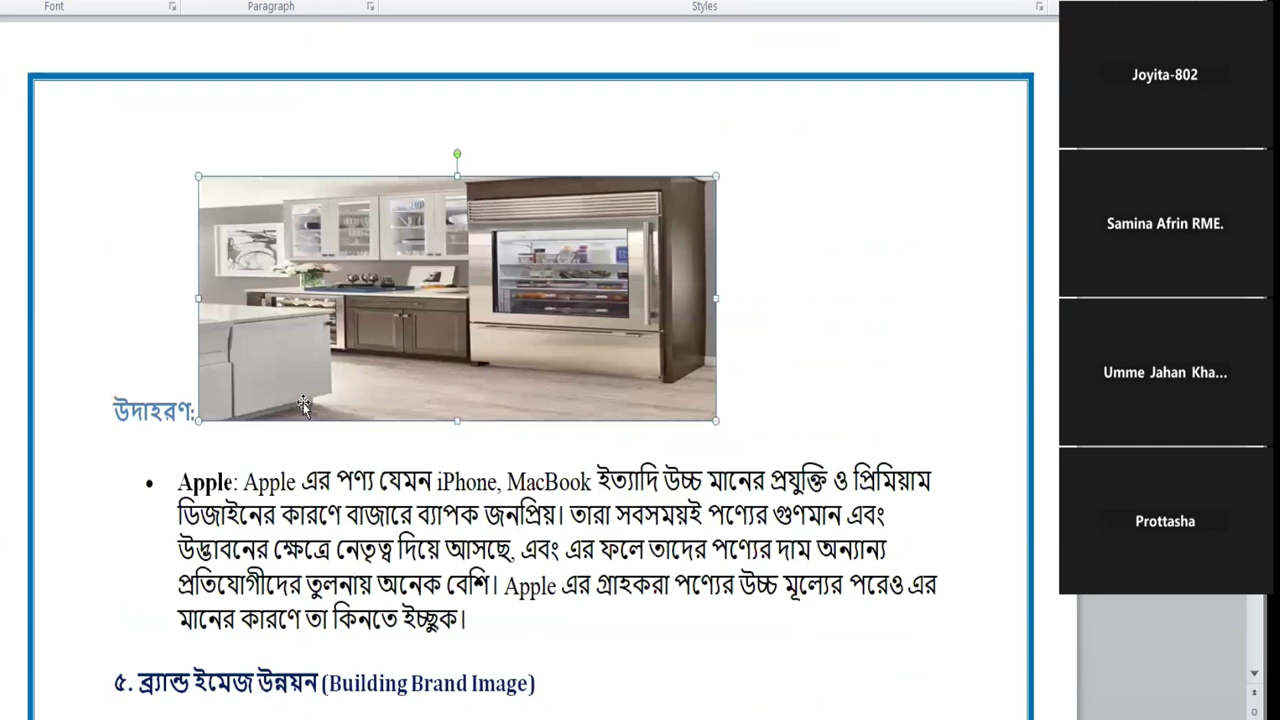 Font
Paragraph
Styles
Joyita-802
Samina Afrin RME.
Umme Jahan Kha...
Prottasha
উদাহরণ:
• Apple: Apple এর পণ্য যেমন iPhone, MacBook ইত্যাদি উচ্চ মানের প্রযুক্তি ও প্রিমিয়াম
ডিজাইনের কারণে বাজারে ব্যাপক জনপ্রিয়। তারা সবসময়ই পণ্যের গুণমান এবং
উদ্ভাবনের ক্ষেত্রে নেতৃত্ব দিয়ে আসছে, এবং এর ফলে তাদের পণ্যের দাম অন্যান্য
প্রতিযোগীদের তুলনায় অনেক বেশি। Apple এর গ্রাহকরা পণ্যের উচ্চ মূল্যের পরেও এর
মানের কারণে তা কিনতে ইচ্ছুক।
৫. ব্র্যান্ড ইমেজ উন্নয়ন (Building Brand Image)